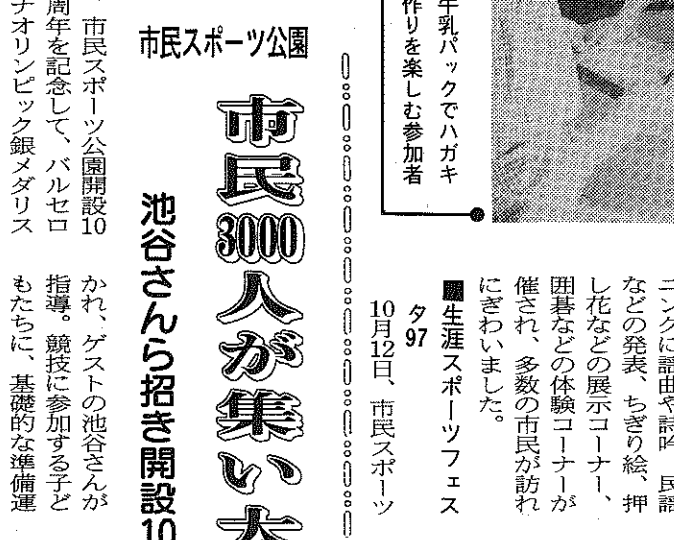 牛乳パックでハガキ
作りを楽しむ参加者
ニングに謡曲や詩吟、民謡
などの発表、ちぎり絵、押
し花などの展示コーナー、
囲碁などの体験コーナーが
催され、多数の市民が訪れ
にぎわいました。
■生涯スポーツフェス
タ97
10月12日、市民スポーツ
市民スポーツ公園
市民3000人が集い大
池谷さんら招き開設10
、市民スポーツ公園開設10
周年を記念して、バルセロ
ナオリンピック銀メダリス
かれ、ゲストの池谷さんが
指導。競技に参加する子ど
もたちに、基礎的な準備運